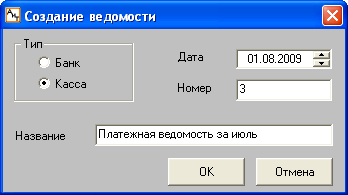 Создание ведомости
Тип
Банк
Касса
Дата 01.08.2009
Номер 3
Название Платежная ведомость за июль
OK Отмена